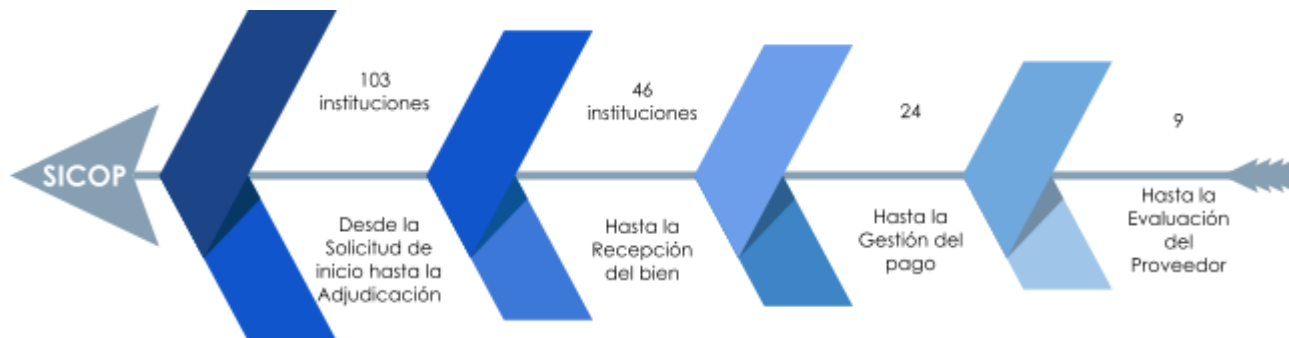 SICOP
103
instituciones
Desde la
Solicitud de
inicio hasta la
Adjudicación
46
instituciones
Hasta la
Recepción
del bien
24
Hasta la
Gestión del
pago
9
Hasta la
Evaluación
del
Proveedor